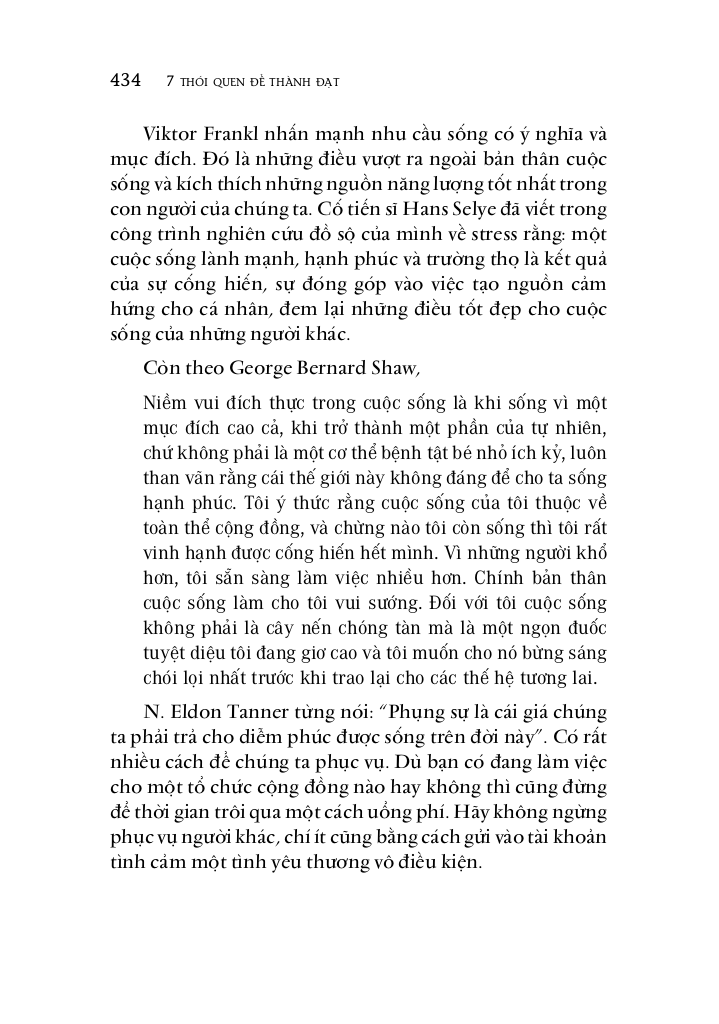 434 7 THÓI QUEN ĐỂ THÀNH ĐẠT
Viktor Frankl nhấn mạnh nhu cầu sống có ý nghĩa và
mục đích. Đó là những điều vượt ra ngoài bản thân cuộc
sống và kích thích những nguồn năng lượng tốt nhất trong
con người của chúng ta. Cố tiến sĩ Hans Selye đã viết trong
công trình nghiên cứu đồ sộ của mình về stress rằng: một
cuộc sống lành mạnh, hạnh phúc và trường thọ là kết quả
của sự cống hiến, sự đóng góp vào việc tạo nguồn cảm
hứng cho cá nhân, đem lại những điều tốt đẹp cho cuộc
sống của những người khác.
Còn theo George Bernard Shaw,
Niềm vui đích thực trong cuộc sống là khi sống vì một
mục đích cao cả, khi trở thành một phần của tự nhiên,
chứ không phải là một cơ thể bệnh tật bé nhỏ ích kỷ, luôn
than vãn rằng cái thế giới này không đáng để cho ta sống
hạnh phúc. Tôi ý thức rằng cuộc sống của tôi thuộc về
toàn thể cộng đồng, và chừng nào tôi còn sống thì tôi rất
vinh hạnh được cống hiến hết mình. Vì những người khổ
hơn, tôi sẵn sàng làm việc nhiều hơn. Chính bản thân
cuộc sống làm cho tôi vui sướng. Đối với tôi cuộc sống
không phải là cây nến chóng tàn mà là một ngọn đuốc
tuyệt diệu tôi đang giơ cao và tôi muốn cho nó bừng sáng
chói lọi nhất trước khi trao lại cho các thế hệ tương lai.
N. Eldon Tanner từng nói: “Phụng sự là cái giá chúng
ta phải trả cho diễm phúc được sống trên đời này”. Có rất
nhiều cách để chúng ta phục vụ. Dù bạn có đang làm việc
cho một tổ chức cộng đồng nào hay không thì cũng đừng
để thời gian trôi qua một cách uổng phí. Hãy không ngừng
phục vụ người khác, chí ít cũng bằng cách gửi vào tài khoản
tình cảm một tình yêu thương vô điều kiện.